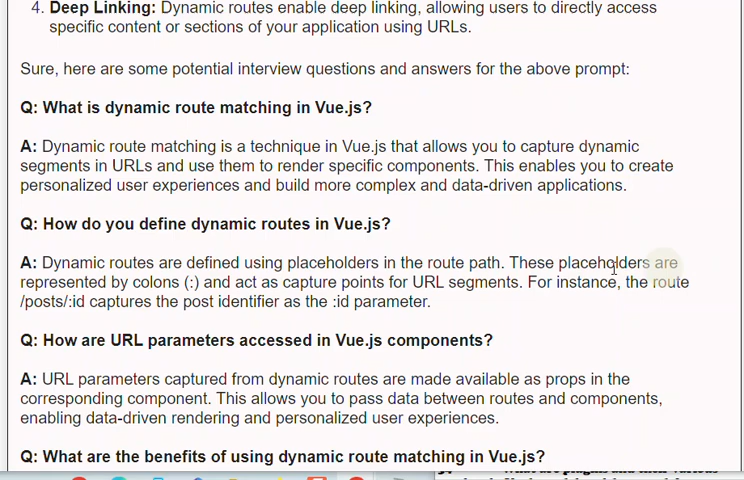 4. Deep Linking: Dynamic routes enable deep linking, allowing users to directly access
specific content or sections of your application using URLs.
Sure, here are some potential interview questions and answers for the above prompt:
Q: What is dynamic route matching in Vue.js?
A: Dynamic route matching is a technique in Vue.js that allows you to capture dynamic
segments in URLs and use them to render specific components. This enables you to create
personalized user experiences and build more complex and data-driven applications.
Q: How do you define dynamic routes in Vue.js?
A: Dynamic routes are defined using placeholders in the route path. These placeholders are
represented by colons (:) and act as capture points for URL segments. For instance, the route
/posts/:id captures the post identifier as the :id parameter.
Q: How are URL parameters accessed in Vue.js components?
A: URL parameters captured from dynamic routes are made available as props in the
corresponding component. This allows you to pass data between routes and components,
enabling data-driven rendering and personalized user experiences.
Q: What are the benefits of using dynamic route matching in Vue.js?